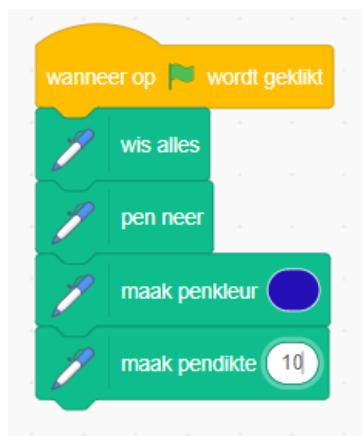 wanneer op wordt geklikt
wis alles
pen neer
maak penkleur
maak pendikte 10